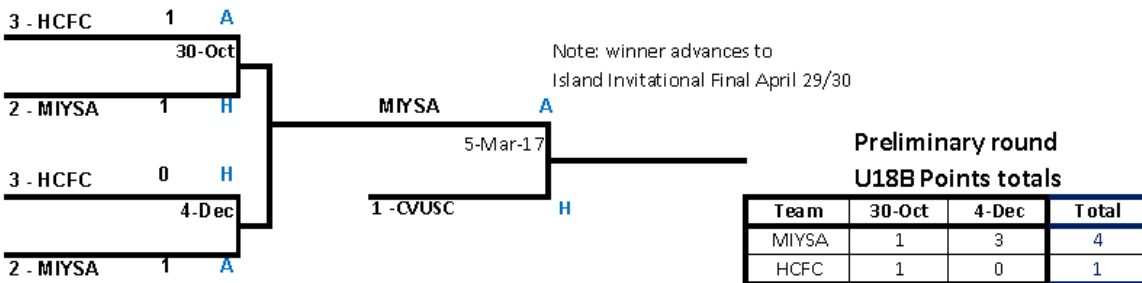 3 - HCFC 1 A
30-Oct
2 - MIYSA 1 H
3 - HCFC 0 H
4-Dec
2 - MIYSA 1 A
Note: winner advances to
Island Invitational Final April 29/30
MIYSA A
5-Mar-17
1 -CVUSC H
Preliminary round
U18B Points totals
Team 30-Oct 4-Dec Total
MIYSA 1 3 4
HCFC 1 0 1